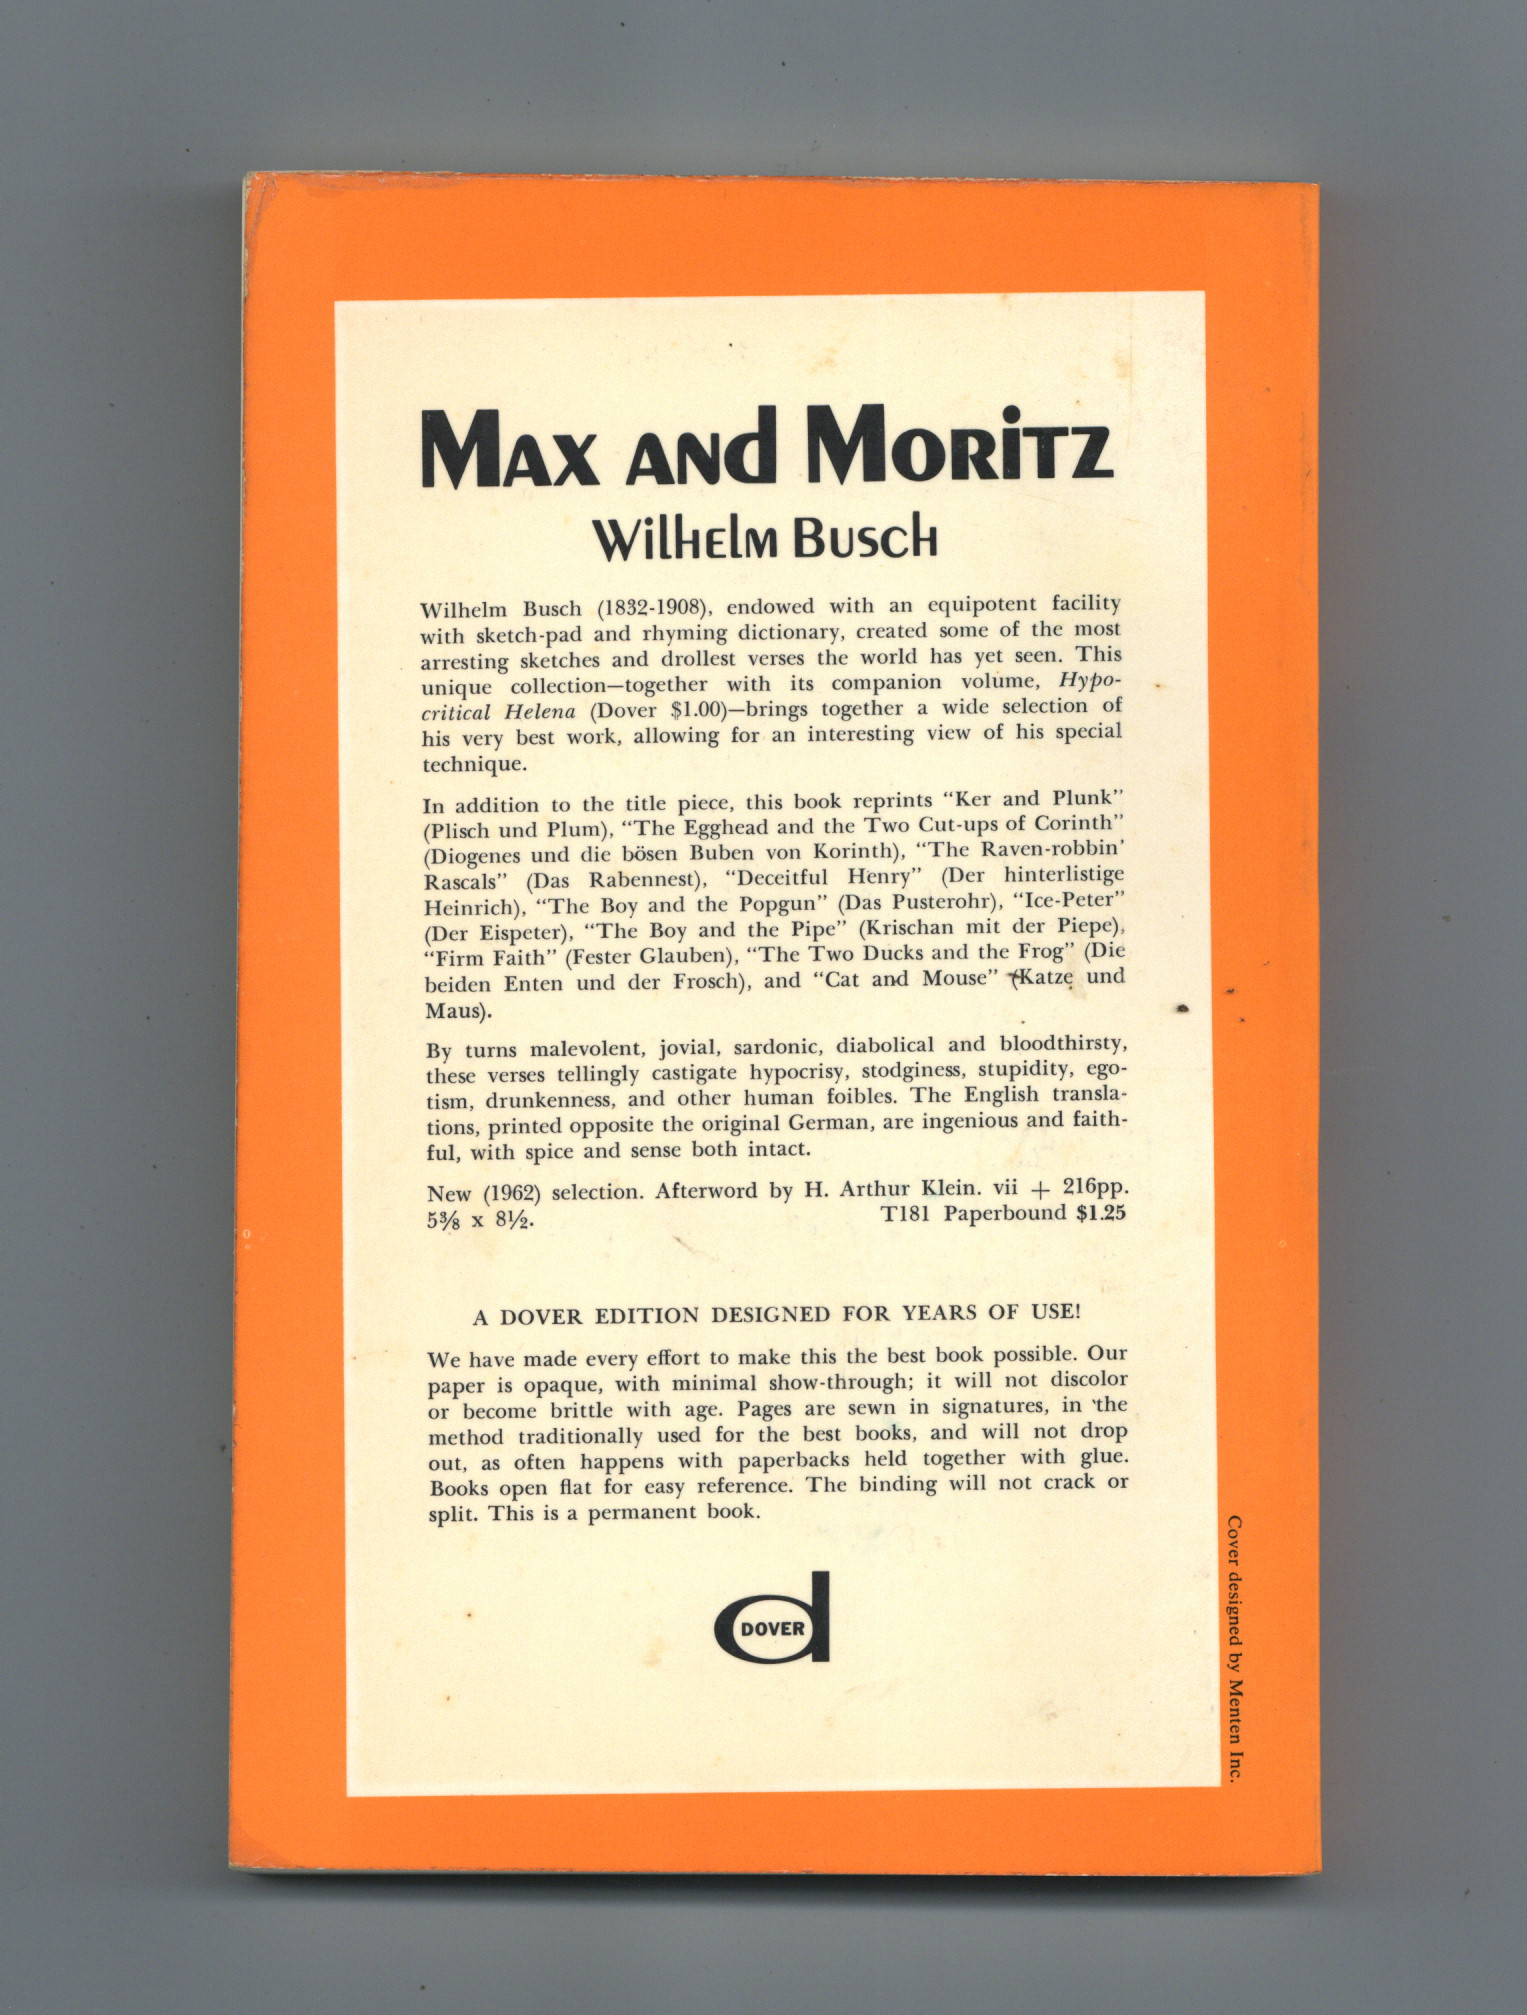 Max and Moritz
Wilhelm Busch
Wilhelm Busch (1832-1908), endowed with an equipotent facility
with sketch-pad and rhyming dictionary, created some of the most
arresting sketches and drollest verses the world has yet seen. This
unique collection—together with its companion volume, Hypo-
critical Helena (Dover $1.00)—brings together a wide selection of
his very best work, allowing for an interesting view of his special
technique.
In addition to the title piece, this book reprints “Ker and Plunk”
(Plisch und Plum), “The Egghead and the Two Cut-ups of Corinth”
(Diogenes und die bösen Buben von Korinth), “The Raven-robbin’
Rascals” (Das Rabennest), “Deceitful Henry” (Der hinterlistige
Heinrich), “The Boy and the Popgun” (Das Pusterohr), “Ice-Peter”
(Der Eispeter), “The Boy and the Pipe” (Krischan mit der Piepe),
“Firm Faith” (Fester Glauben), “The Two Ducks and the Frog” (Die
beiden Enten und der Frosch), and “Cat and Mouse” (Katze und
Maus).
By turns malevolent, jovial, sardonic, diabolical and bloodthirsty,
these verses tellingly castigate hypocrisy, stodginess, stupidity, ego-
tism, drunkenness, and other human foibles. The English transla-
tions, printed opposite the original German, are ingenious and faith-
ful, with spice and sense both intact.
New (1962) selection. Afterword by H. Arthur Klein. vii + 216pp.
5⅜ x 8½. T181 Paperbound $1.25
A DOVER EDITION DESIGNED FOR YEARS OF USE!
We have made every effort to make this the best book possible. Our
paper is opaque, with minimal show-through; it will not discolor
or become brittle with age. Pages are sewn in signatures, in the
method traditionally used for the best books, and will not drop
out, as often happens with paperbacks held together with glue.
Books open flat for easy reference. The binding will not crack or
split. This is a permanent book.
DOVER
Cover designed by Menten Inc.